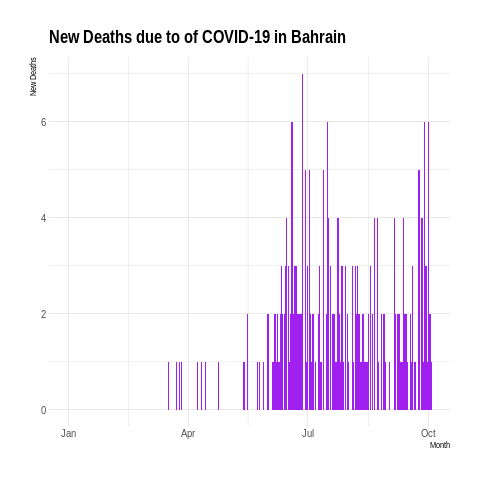 New Deaths due to of COVID-19 in Bahrain
New Deaths
6
4
2
0
Jan Apr Jul Oct
Month